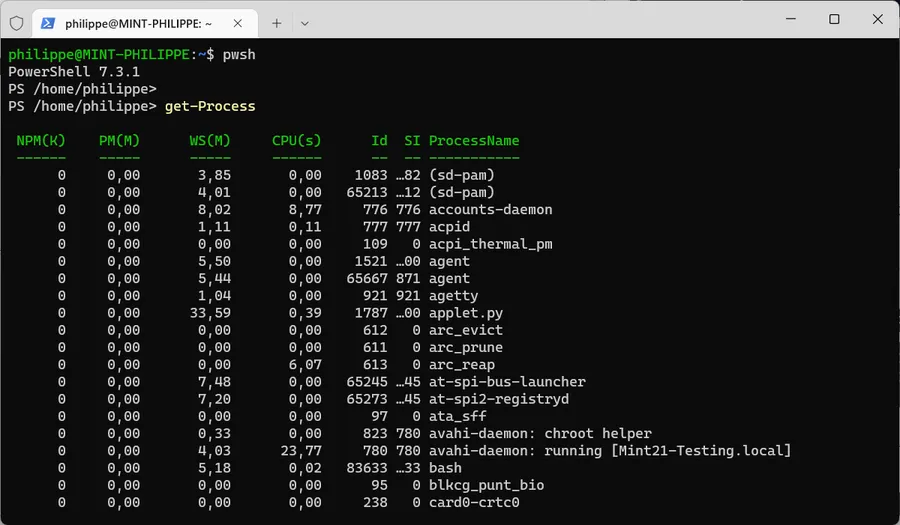 philippe@MINT-PHILIPPE: ~
philippe@MINT-PHILIPPE:~$ pwsh
PowerShell 7.3.1
PS /home/philippe>
PS /home/philippe> get-Process
NPM(K) PM(M) WS(M) CPU(s) Id SI ProcessName
------ ----- ----- ------ -- -- -----------
0 0,00 3,85 0,00 1083 …82 (sd-pam)
0 0,00 4,01 0,00 65213 …12 (sd-pam)
0 0,00 8,02 8,77 776 776 accounts-daemon
0 0,00 1,11 0,11 777 777 acpid
0 0,00 0,00 0,00 109 0 acpi_thermal_pm
0 0,00 5,50 0,00 1521 …00 agent
0 0,00 5,44 0,00 65667 871 agent
0 0,00 1,04 0,00 921 921 agetty
0 0,00 33,59 0,39 1787 …00 applet.py
0 0,00 0,00 0,00 612 0 arc_evict
0 0,00 0,00 0,00 611 0 arc_prune
0 0,00 0,00 6,07 613 0 arc_reap
0 0,00 7,48 0,00 65245 …45 at-spi-bus-launcher
0 0,00 7,20 0,00 65273 …45 at-spi2-registryd
0 0,00 0,00 0,00 97 0 ata_sff
0 0,00 0,33 0,00 823 780 avahi-daemon: chroot helper
0 0,00 4,03 23,77 780 780 avahi-daemon: running [Mint21-Testing.local]
0 0,00 5,18 0,02 83633 …33 bash
0 0,00 0,00 0,00 95 0 blkcg_punt_bio
0 0,00 0,00 0,00 238 0 card0-crtc0